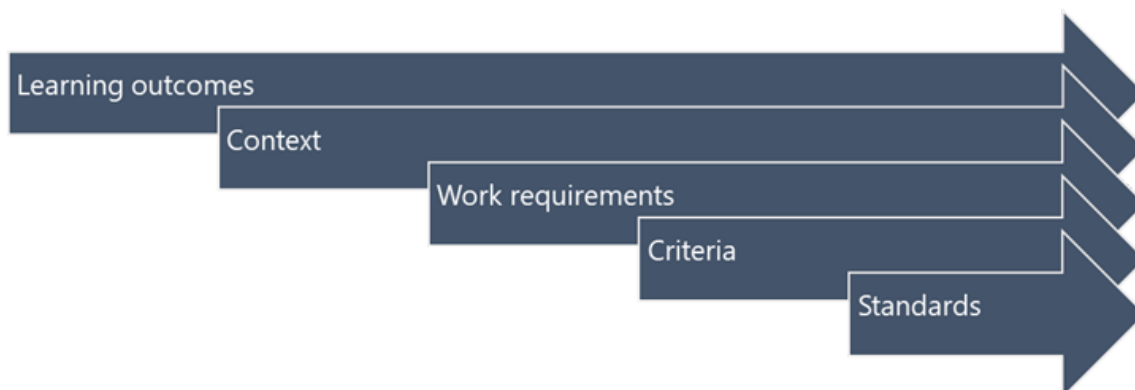 Learning outcomes
Context
Work requirements
Criteria
Standards